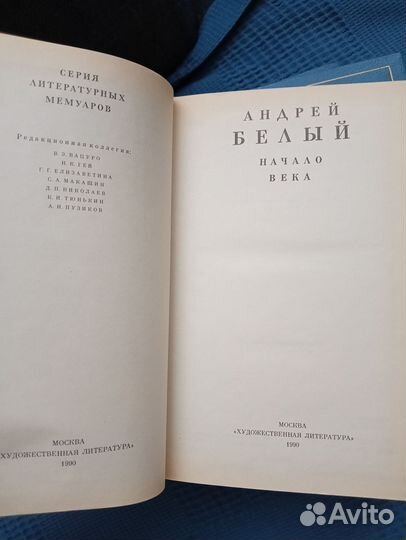 СЕРИЯ
ЛИТЕРАТУРНЫХ
МЕМУАРОВ
Редакционная коллегия:
В. Э. ВАЦУРО
Н. К. ГЕЙ
Г. Г. ЕЛИЗАВЕТИНА
С. А. МАКАШИН
Д. П. НИКОЛАЕВ
К. И. ТЮНЬКИН
А. И. ПУЗИКОВ
МОСКВА
«ХУДОЖЕСТВЕННАЯ ЛИТЕРАТУРА»
1990
АНДРЕЙ
БЕЛЫЙ
НАЧАЛО
ВЕКА
МОСКВА
«ХУДОЖЕСТВЕННАЯ ЛИТЕРАТУРА»
1990
Avito